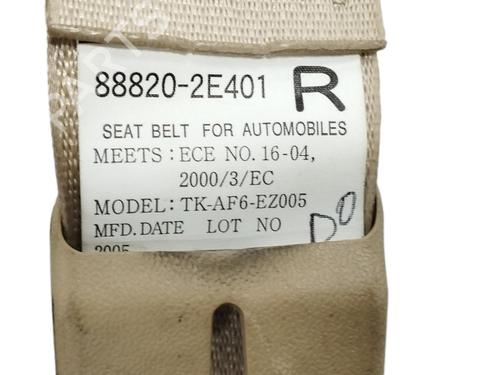 88820-2E401 R
SEAT BELT FOR AUTOMOBILES
MEETS : ECE NO. 16-04,
2000/3/EC
MODEL: TK-AF6-EZ005
MFD. DATE LOT NO
2005